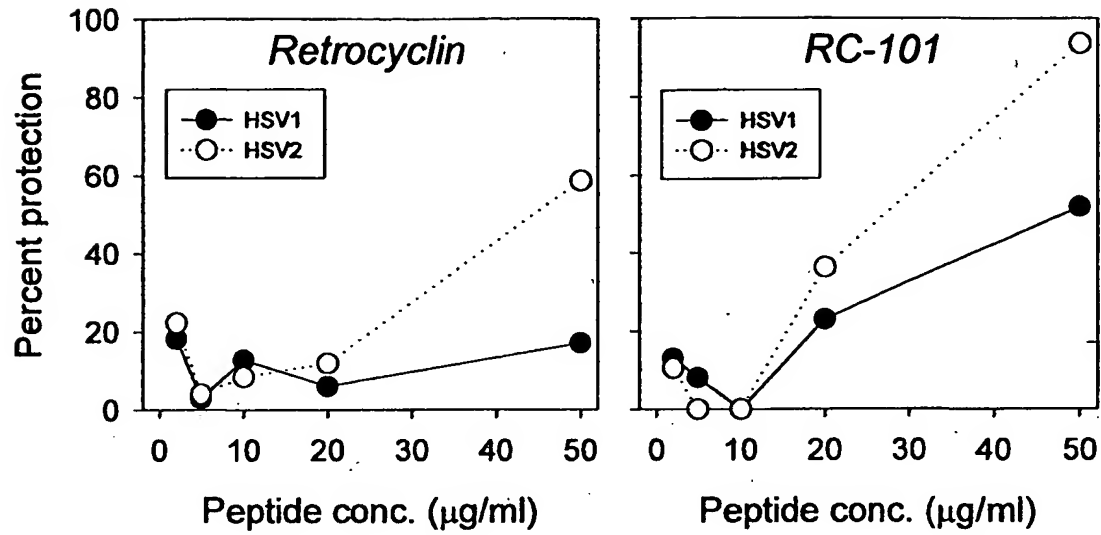 Retrocyclin
RC-101
HSV1
HSV2
HSV1
HSV2
Percent protection
100
80
60
40
20
0
0 10 20 30 40 50
0 10 20 30 40 50
Peptide conc. (μg/ml)
Peptide conc. (μg/ml)